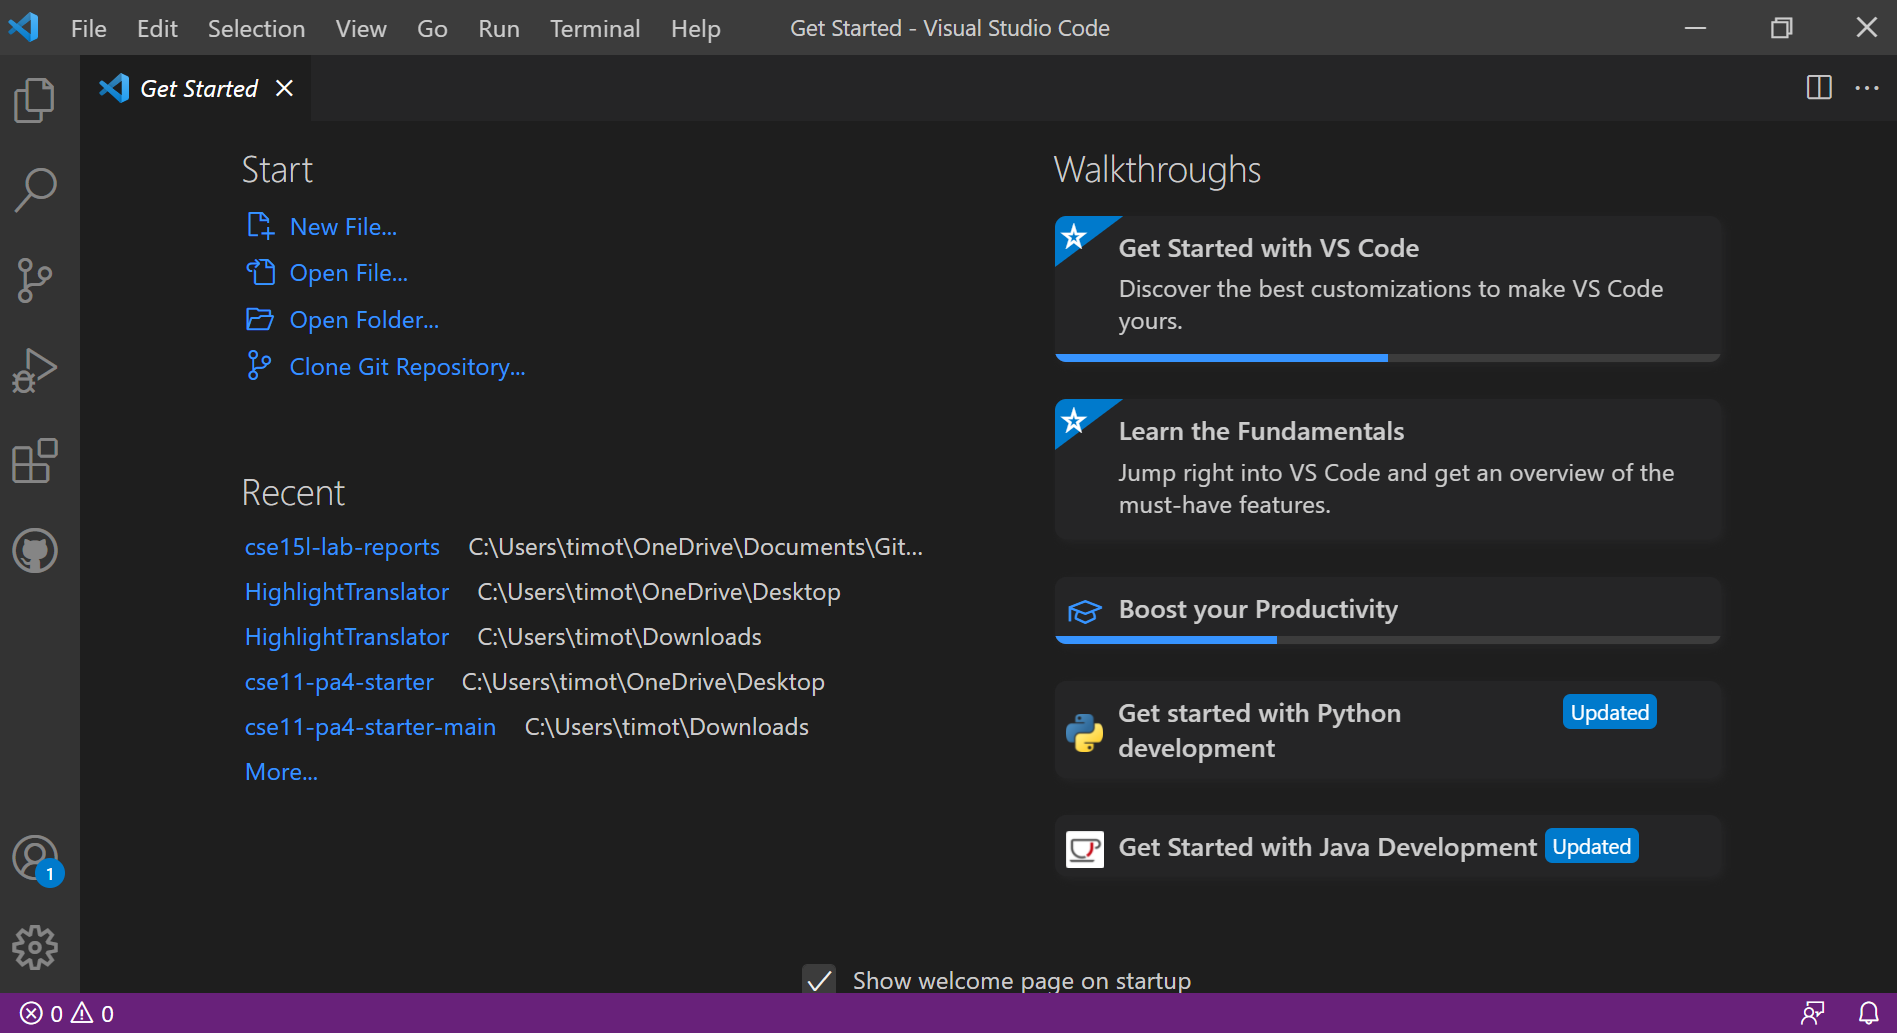 File Edit Selection View Go Run Terminal Help Get Started - Visual Studio Code
Get Started
Start
New File...
Open File...
Open Folder...
Clone Git Repository...
Recent
cse15l-lab-reports C:\Users\timot\OneDrive\Documents\Git...
HighlightTranslator C:\Users\timot\OneDrive\Desktop
HighlightTranslator C:\Users\timot\Downloads
cse11-pa4-starter C:\Users\timot\OneDrive\Desktop
cse11-pa4-starter-main C:\Users\timot\Downloads
More...
Walkthroughs
Get Started with VS Code
Discover the best customizations to make VS Code
yours.
Learn the Fundamentals
Jump right into VS Code and get an overview of the
must-have features.
Boost your Productivity
Get started with Python
development
Updated
Get Started with Java Development Updated
Show welcome page on startup
1
0 0